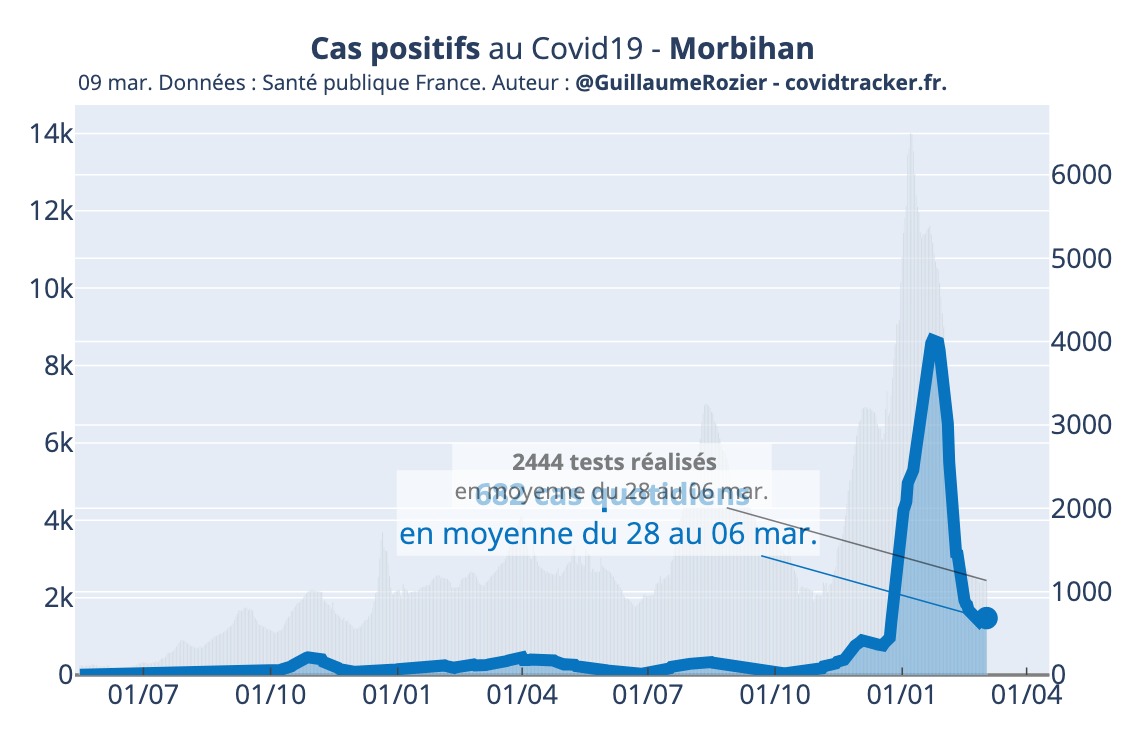 Cas positifs au Covid19 - Morbihan
09 mar. Données : Santé publique France. Auteur : @GuillaumeRozier - covidtracker.fr.
14k
12k
10k
8k
6k
4k
2k
0
6000
5000
4000
3000
2000
1000
0
2444 tests réalisés
en moyenne du 28 au 06 mar.
682 cas quotidiens
en moyenne du 28 au 06 mar.
01/07
01/10
01/01
01/04
01/07
01/10
01/01
01/04